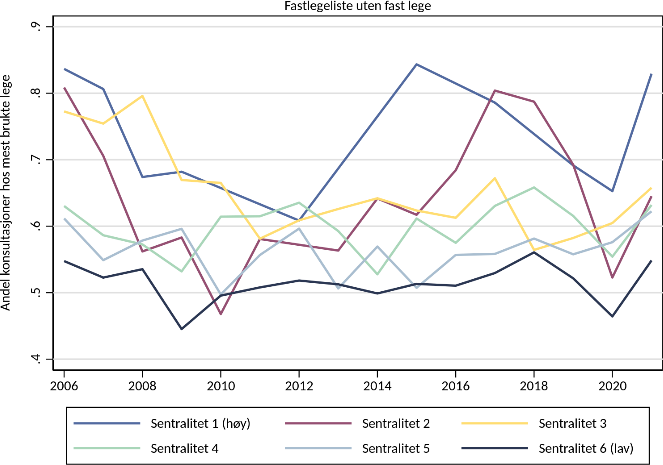 Fastlegeliste uten fast lege
Andel konsultasjoner hos mest brukte lege
.9
.8
.7
.6
.5
.4
2006 2008 2010 2012 2014 2016 2018 2020
Sentralitet 1 (høy) Sentralitet 2 Sentralitet 3
Sentralitet 4 Sentralitet 5 Sentralitet 6 (lav)